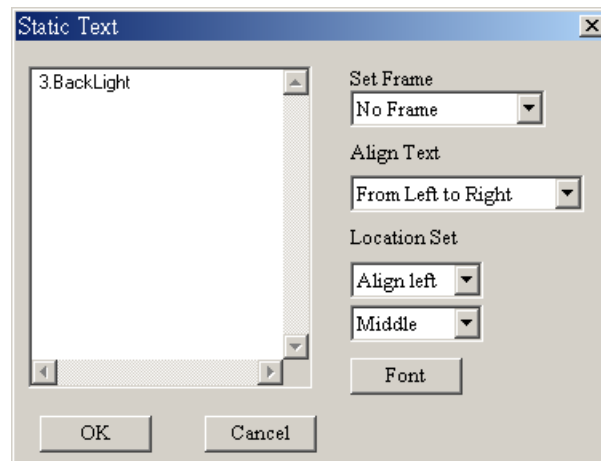 Static Text
3.BackLight
Set Frame
No Frame
Align Text
From Left to Right
Location Set
Align left
Middle
Font
OK
Cancel